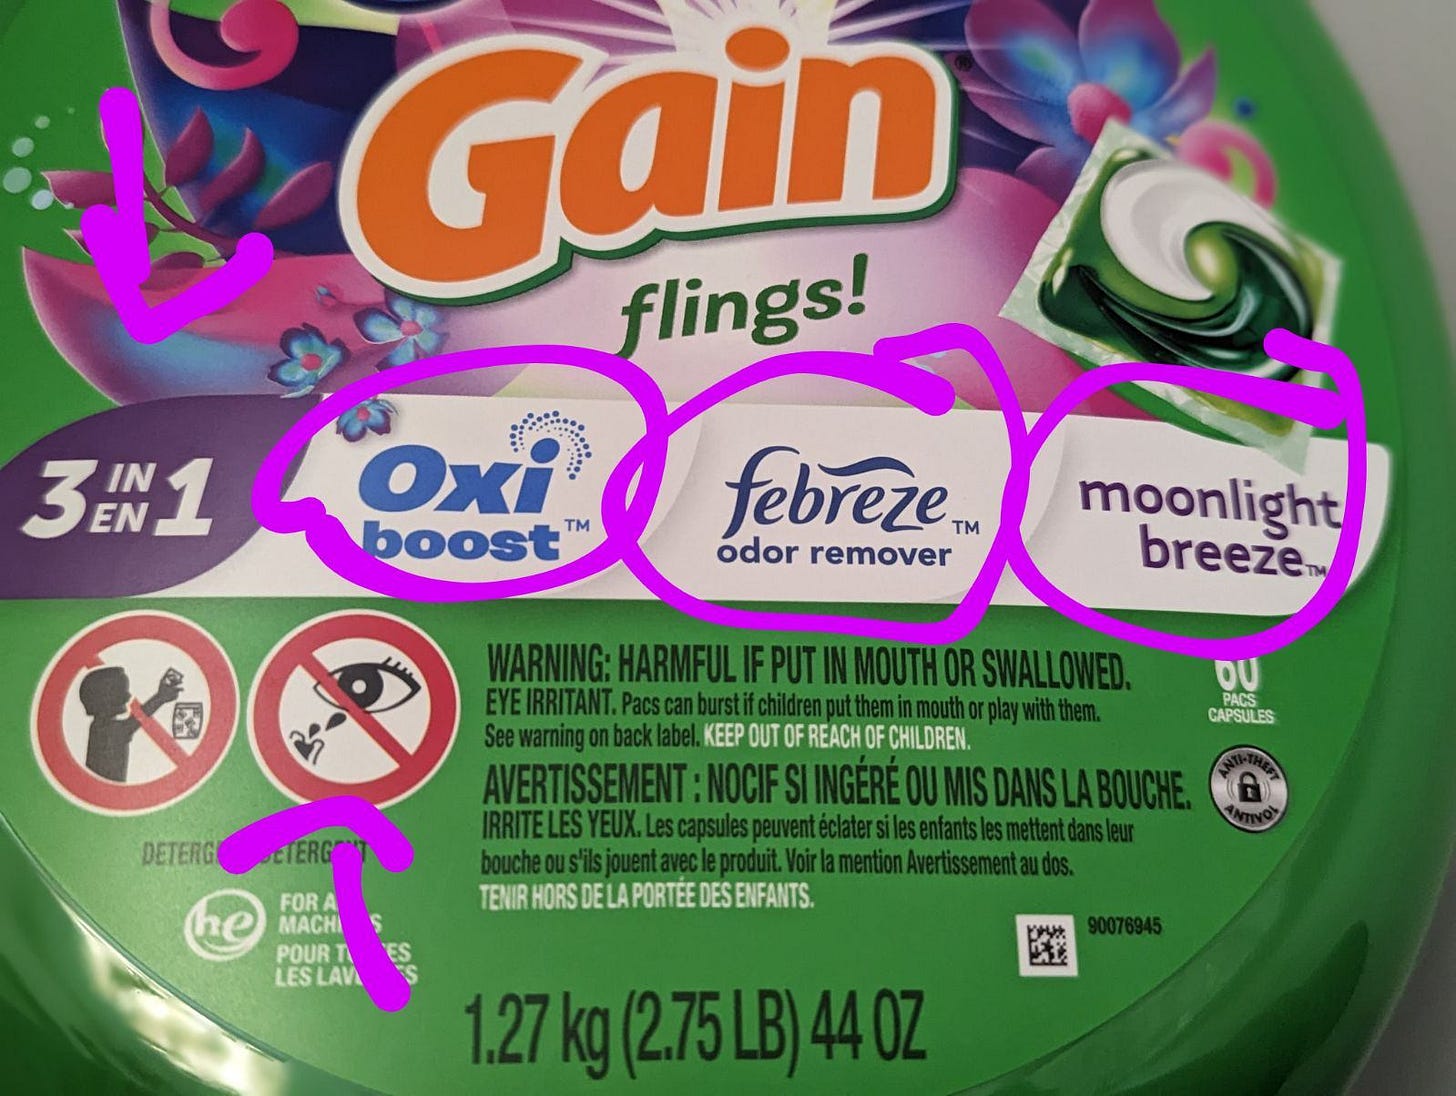 Gain®
flings!
3 IN EN 1
Oxi
boost™
febreze™
odor remover
moonlight
breeze™
WARNING: HARMFUL IF PUT IN MOUTH OR SWALLOWED.
EYE IRRITANT. Pacs can burst if children put them in mouth or play with them.
See warning on back label. KEEP OUT OF REACH OF CHILDREN.
AVERTISSEMENT : NOCIF SI INGÉRÉ OU MIS DANS LA BOUCHE.
IRRITE LES YEUX. Les capsules peuvent éclater si les enfants les mettent dans leur
bouche ou s'ils jouent avec le produit. Voir la mention Avertissement au dos.
TENIR HORS DE LA PORTÉE DES ENFANTS.
60
PACS
CAPSULES
ANTI-THEFT
ANTIVOL
he
FOR
POUR
LES
90076945
1.27 kg (2.75 LB) 44 OZ